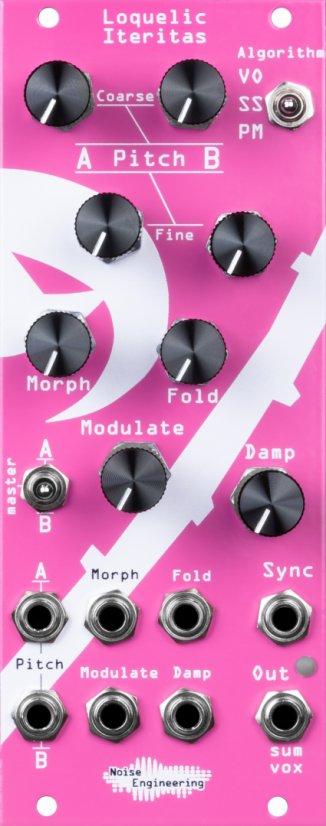 Loquelic
Iteritas
Algorithm
VO
SS
PM
Coarse
A Pitch B
Fine
Morph
Fold
Modulate
Damp
master
A
B
A
Morph
Fold
Sync
Pitch
Modulate
Damp
Out
B
sum
vox
Noise
Engineering